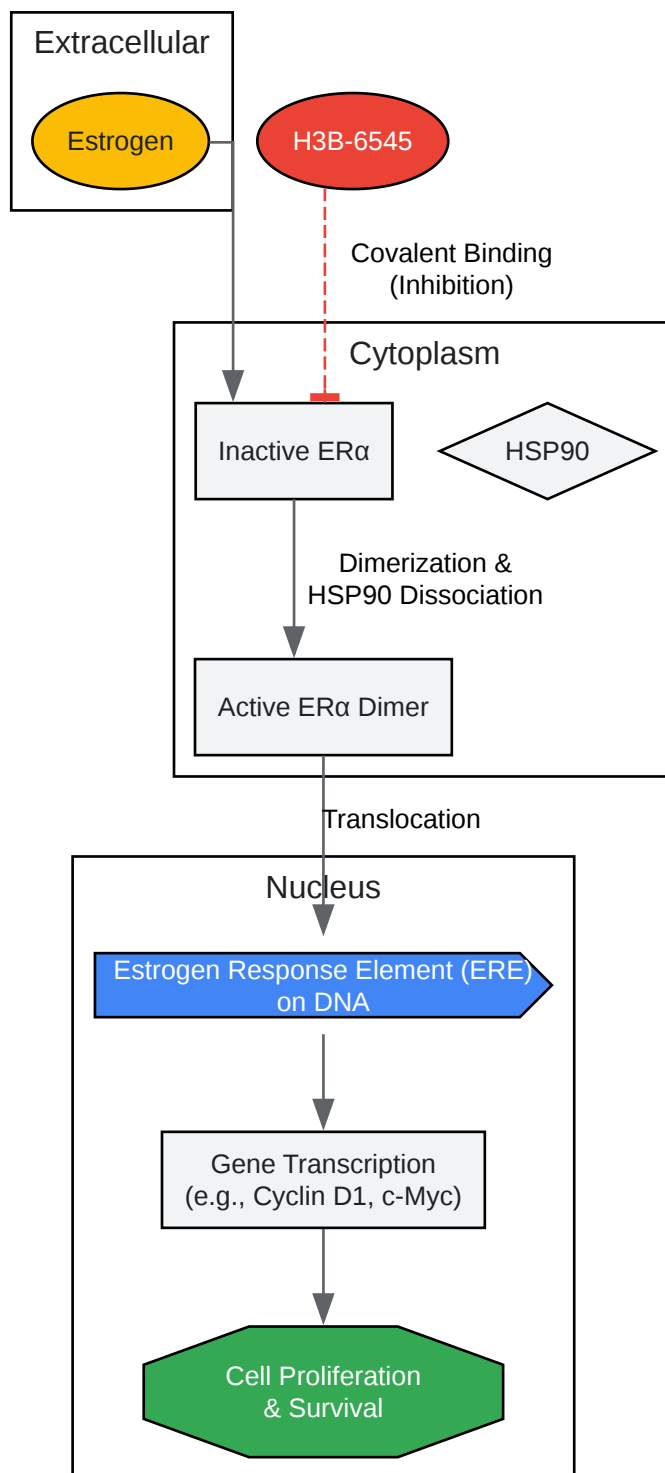 Extracellular
Estrogen
H3B-6545
Covalent Binding
(Inhibition)
Cytoplasm
Inactive ERα
HSP90
Dimerization &
HSP90 Dissociation
Active ERα Dimer
Translocation
Nucleus
Estrogen Response Element (ERE)
on DNA
Gene Transcription
(e.g., Cyclin D1, c-Myc)
Cell Proliferation
& Survival